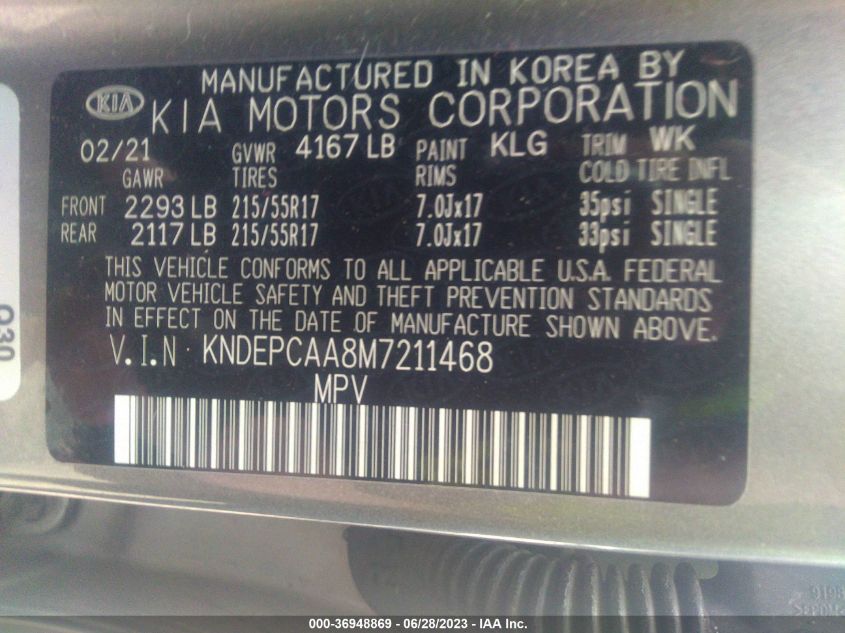 MANUFACTURED IN KOREA BY
KIA KIA MOTORS CORPORATION
02/21 GVWR 4167 LB PAINT KLG TRIM WK
GAWR TIRES RIMS COLD TIRE INFL
FRONT 2293 LB 215/55R17 7.0Jx17 35psi SINGLE
REAR 2117 LB 215/55R17 7.0Jx17 33psi SINGLE
THIS VEHICLE CONFORMS TO ALL APPLICABLE U.S.A. FEDERAL
MOTOR VEHICLE SAFETY AND THEFT PREVENTION STANDARDS
IN EFFECT ON THE DATE OF MANUFACTURE SHOWN ABOVE.
V.I.N : KNDEPCAA8M7211468
MPV
Q30
000-36948869 - 06/28/2023 - IAA Inc.